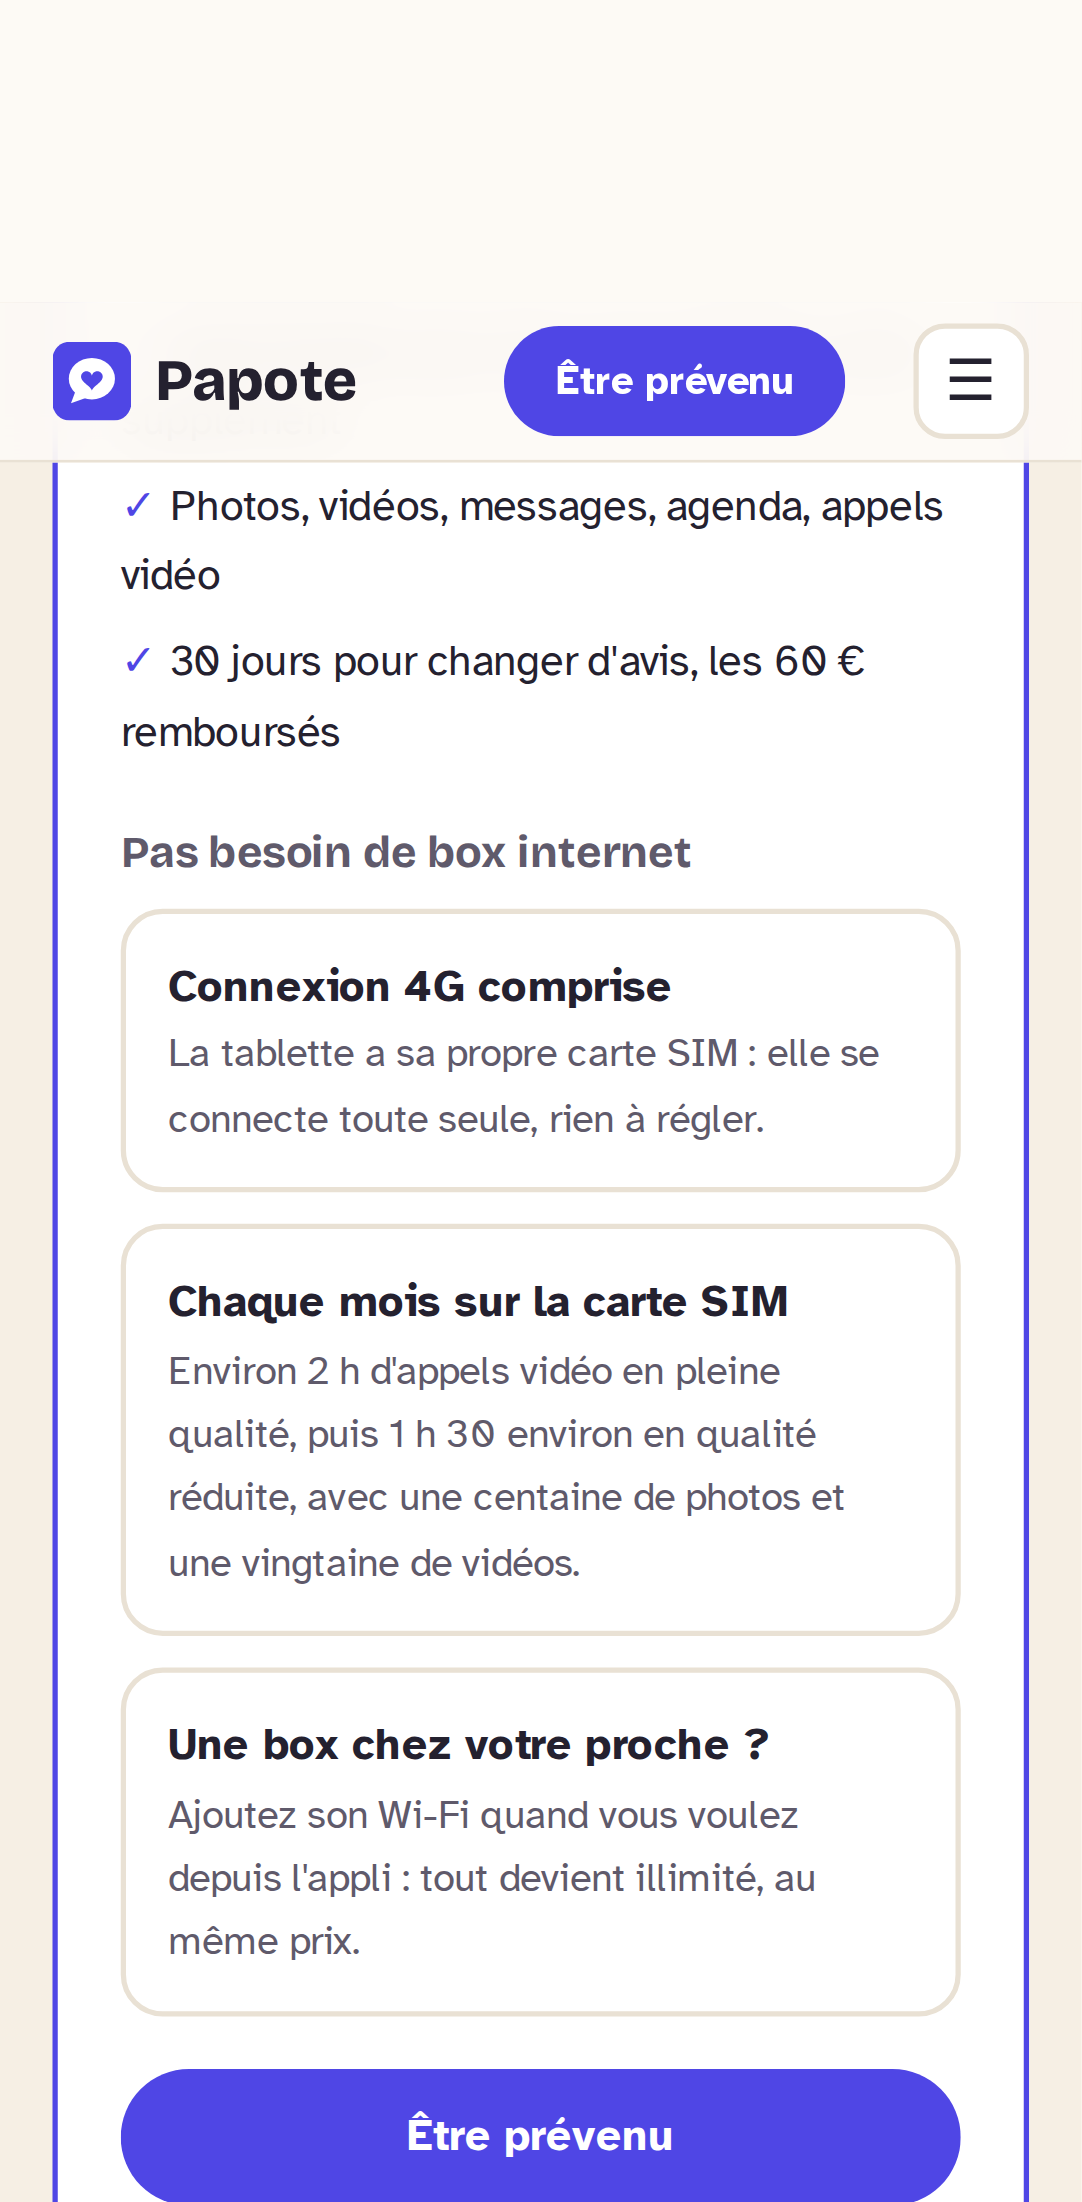 Papote
Être prévenu
☰
✓ Photos, vidéos, messages, agenda, appels
vidéo
✓ 30 jours pour changer d'avis, les 60 €
remboursés
Pas besoin de box internet
Connexion 4G comprise
La tablette a sa propre carte SIM : elle se
connecte toute seule, rien à régler.
Chaque mois sur la carte SIM
Environ 2 h d'appels vidéo en pleine
qualité, puis 1 h 30 environ en qualité
réduite, avec une centaine de photos et
une vingtaine de vidéos.
Une box chez votre proche ?
Ajoutez son Wi-Fi quand vous voulez
depuis l'appli : tout devient illimité, au
même prix.
Être prévenu